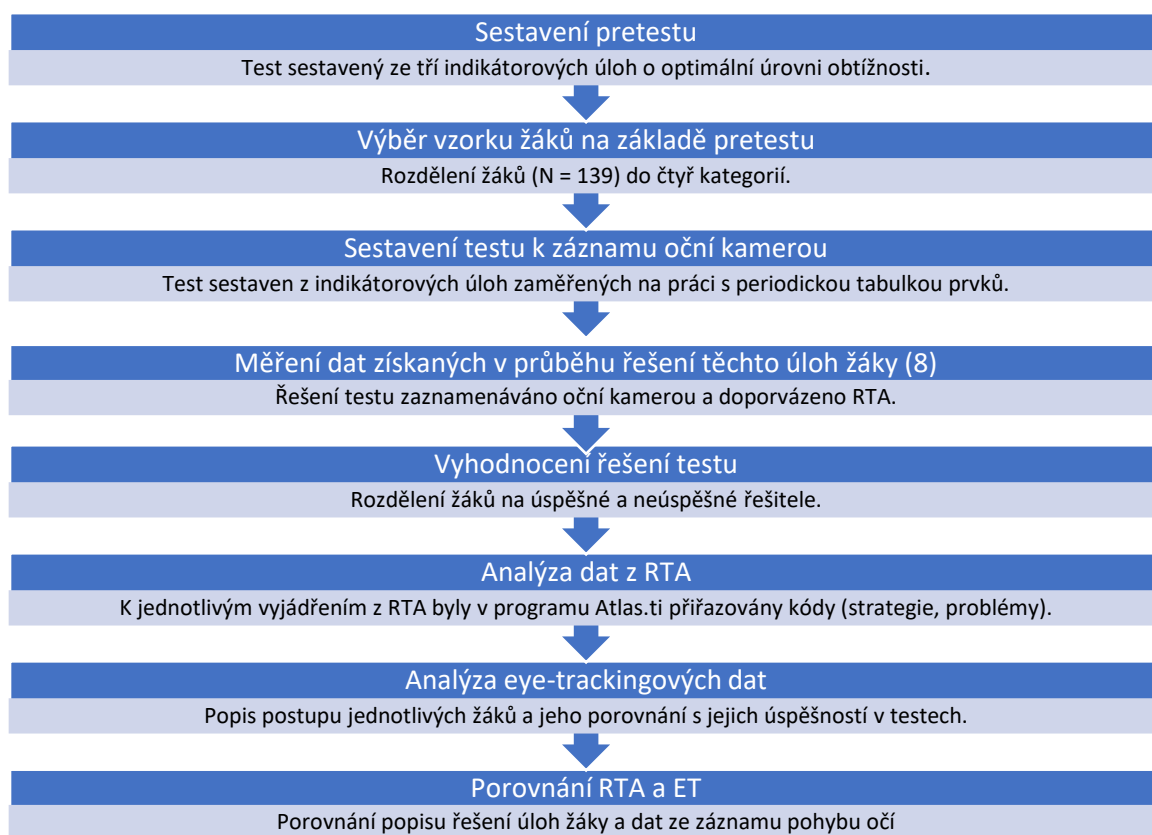 Sestavení pretestu
Test sestavený ze tří indikátorových úloh o optimální úrovni obtížnosti.
Výběr vzorku žáků na základě pretestu
Rozdělení žáků (N = 139) do čtyř kategorií.
Sestavení testu k záznamu oční kamerou
Test sestaven z indikátorových úloh zaměřených na práci s periodickou tabulkou prvků.
Měření dat získaných v průběhu řešení těchto úloh žáky (8)
Řešení testu zaznamenáváno oční kamerou a doporvázeno RTA.
Vyhodnocení řešení testu
Rozdělení žáků na úspěšné a neúspěšné řešitele.
Analýza dat z RTA
K jednotlivým vyjádřením z RTA byly v programu Atlas.ti přiřazovány kódy (strategie, problémy).
Analýza eye-trackingových dat
Popis postupu jednotlivých žáků a jeho porovnání s jejich úspěšností v testech.
Porovnání RTA a ET
Porovnání popisu řešení úloh žáky a dat ze záznamu pohybu očí